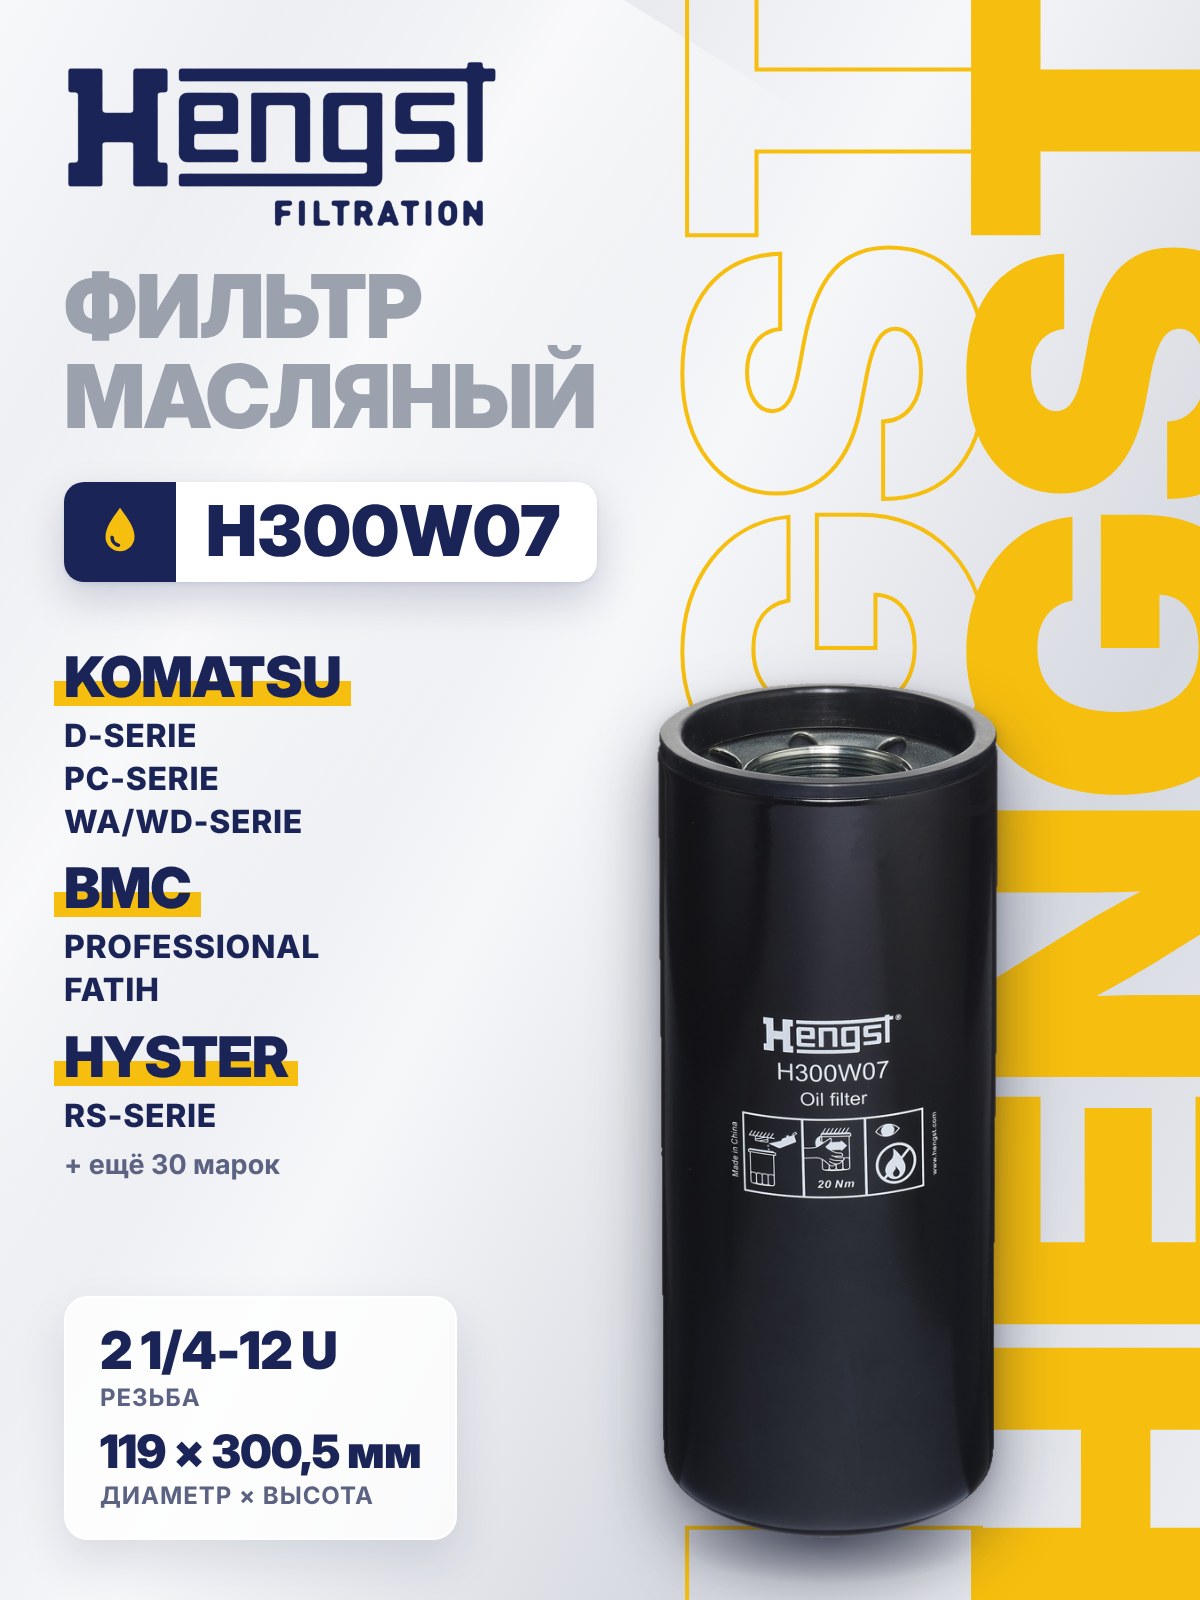 Hengst
FILTRATION
ФИЛЬТР
МАСЛЯНЫЙ
H300W07
KOMATSU
D-SERIE
PC-SERIE
WA/WD-SERIE
BMC
PROFESSIONAL
FATIH
HYSTER
RS-SERIE
+ ещё 30 марок
2 1/4-12 U
РЕЗЬБА
119 × 300,5 мм
ДИАМЕТР × ВЫСОТА
HENGST
Hengst®
H300W07
Oil filter
Made in China
20 Nm
www.hengst.com